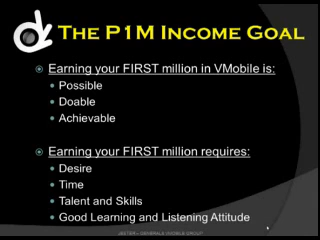 THE P1M INCOME GOAL
Earning your FIRST million in VMobile is:
Possible
Doable
Achievable
Earning your FIRST million requires:
Desire
Time
Talent and Skills
Good Learning and Listening Attitude